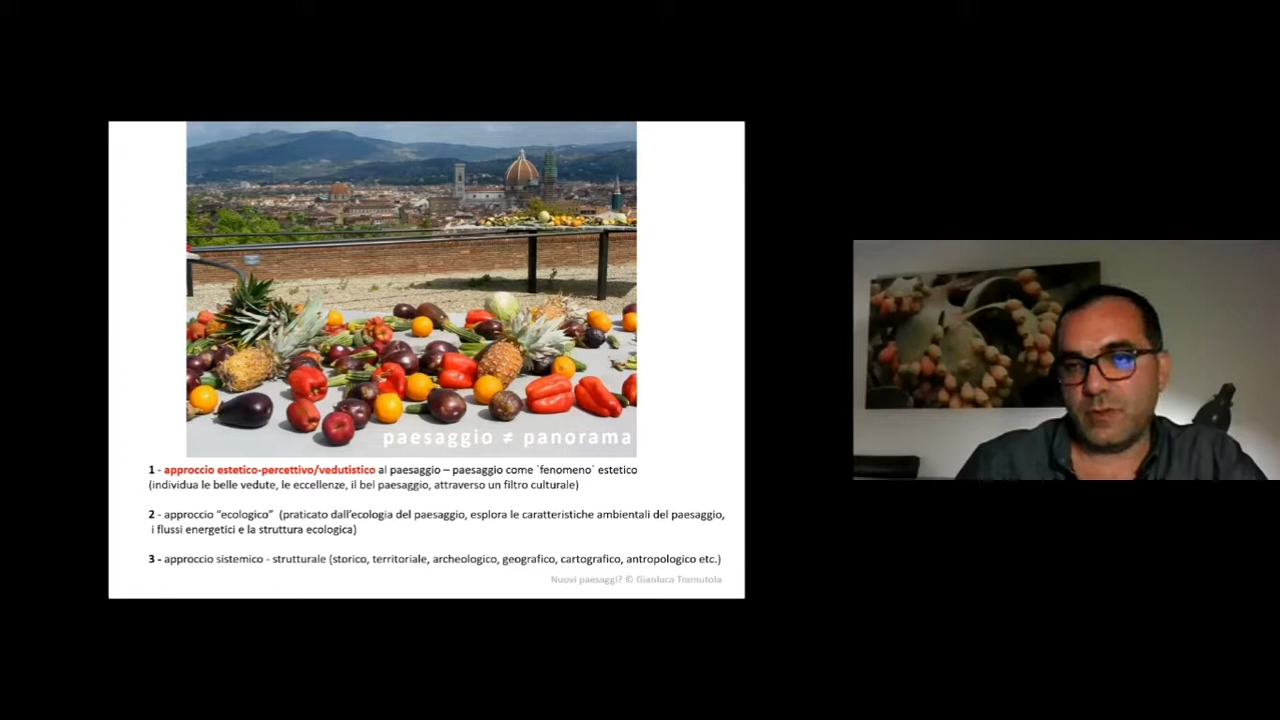 paesaggio ≠ panorama
1 - approccio estetico-percettivo/vedutistico al paesaggio – paesaggio come `fenomeno` estetico
(individua le belle vedute, le eccellenze, il bel paesaggio, attraverso un filtro culturale)
2 - approccio “ecologico” (praticato dall’ecologia del paesaggio, esplora le caratteristiche ambientali del paesaggio,
i flussi energetici e la struttura ecologica)
3 - approccio sistemico - strutturale (storico, territoriale, archeologico, geografico, cartografico, antropologico etc.)
Nuovi paesaggi? © Gianluca Tramutola